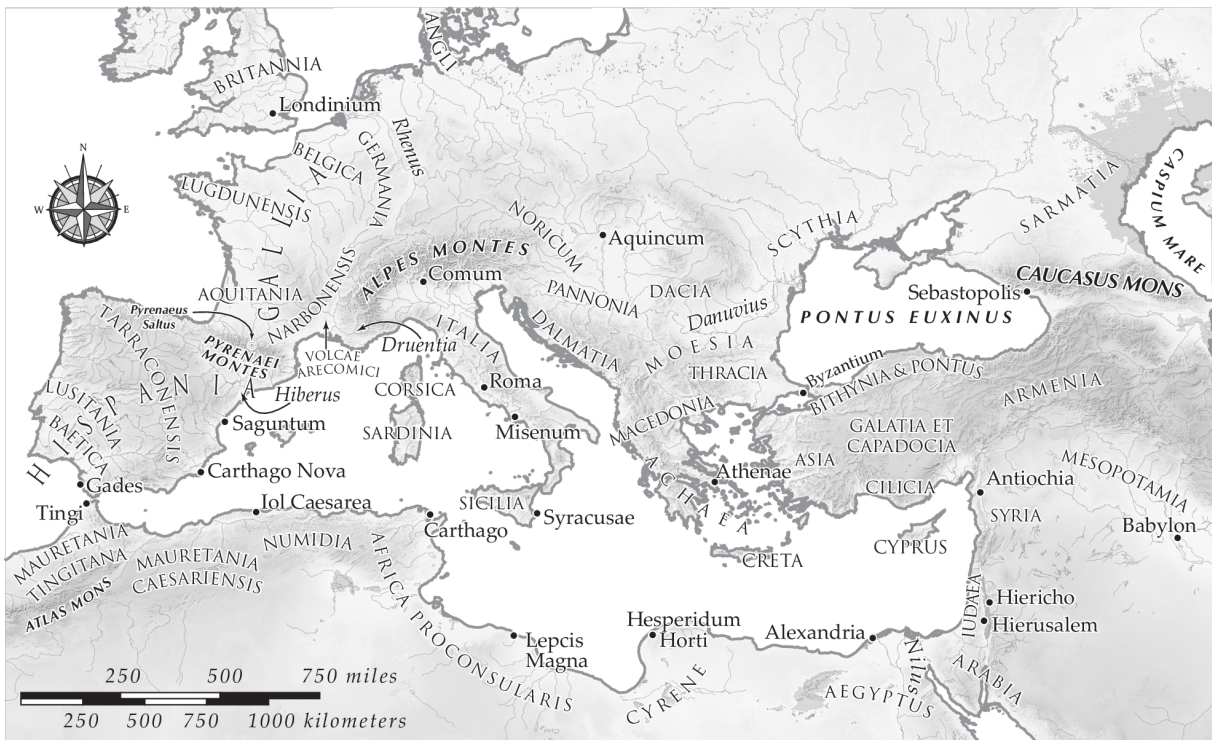 ANGLI
BRITANNIA
Londinium
Rhenus
GERMANIA
BELGICA
LUGDUNENSIS
GALLIA
N
W
E
S
CASPIUM MARE
SARMATIA
SCYTHIA
NORICUM
Aquincum
ALPES MONTES
Comum
AQUITANIA
NARBONENSIS
PANNONIA
DACIA
Danuvius
Sebastopolis
CAUCASUS MONS
PONTUS EUXINUS
Pyrenaeus
Saltus
PYRENAEI
MONTES
TARRACONENSIS
VOLCAE
ARECOMICI
Druentia
ITALIA
DALMATIA
MOESIA
THRACIA
Byzantium
BITHYNIA & PONTUS
ARMENIA
Hiberus
CORSICA
Roma
LUSITANIA
HISPANIA
BAETICA
Saguntum
SARDINIA
Misenum
MACEDONIA
GALATIA ET
CAPADOCIA
ASIA
Athenae
ACHAEA
CILICIA
Antiochia
MESOPOTAMIA
Carthago Nova
Gades
Tingi
Iol Caesarea
SICILIA
Syracusae
Carthago
SYRIA
Babylon
CYPRUS
CRETA
MAURETANIA
TINGITANA
MAURETANIA
CAESARIENSIS
NUMIDIA
ATLAS MONS
AFRICA PROCONSULARIS
IUDAEA
Hiericho
Hierusalem
Lepcis
Magna
Hesperidum
Horti
Alexandria
Nilus
ARABIA
CYRENE
AEGYPTUS
250 500 750 miles
250 500 750 1000 kilometers